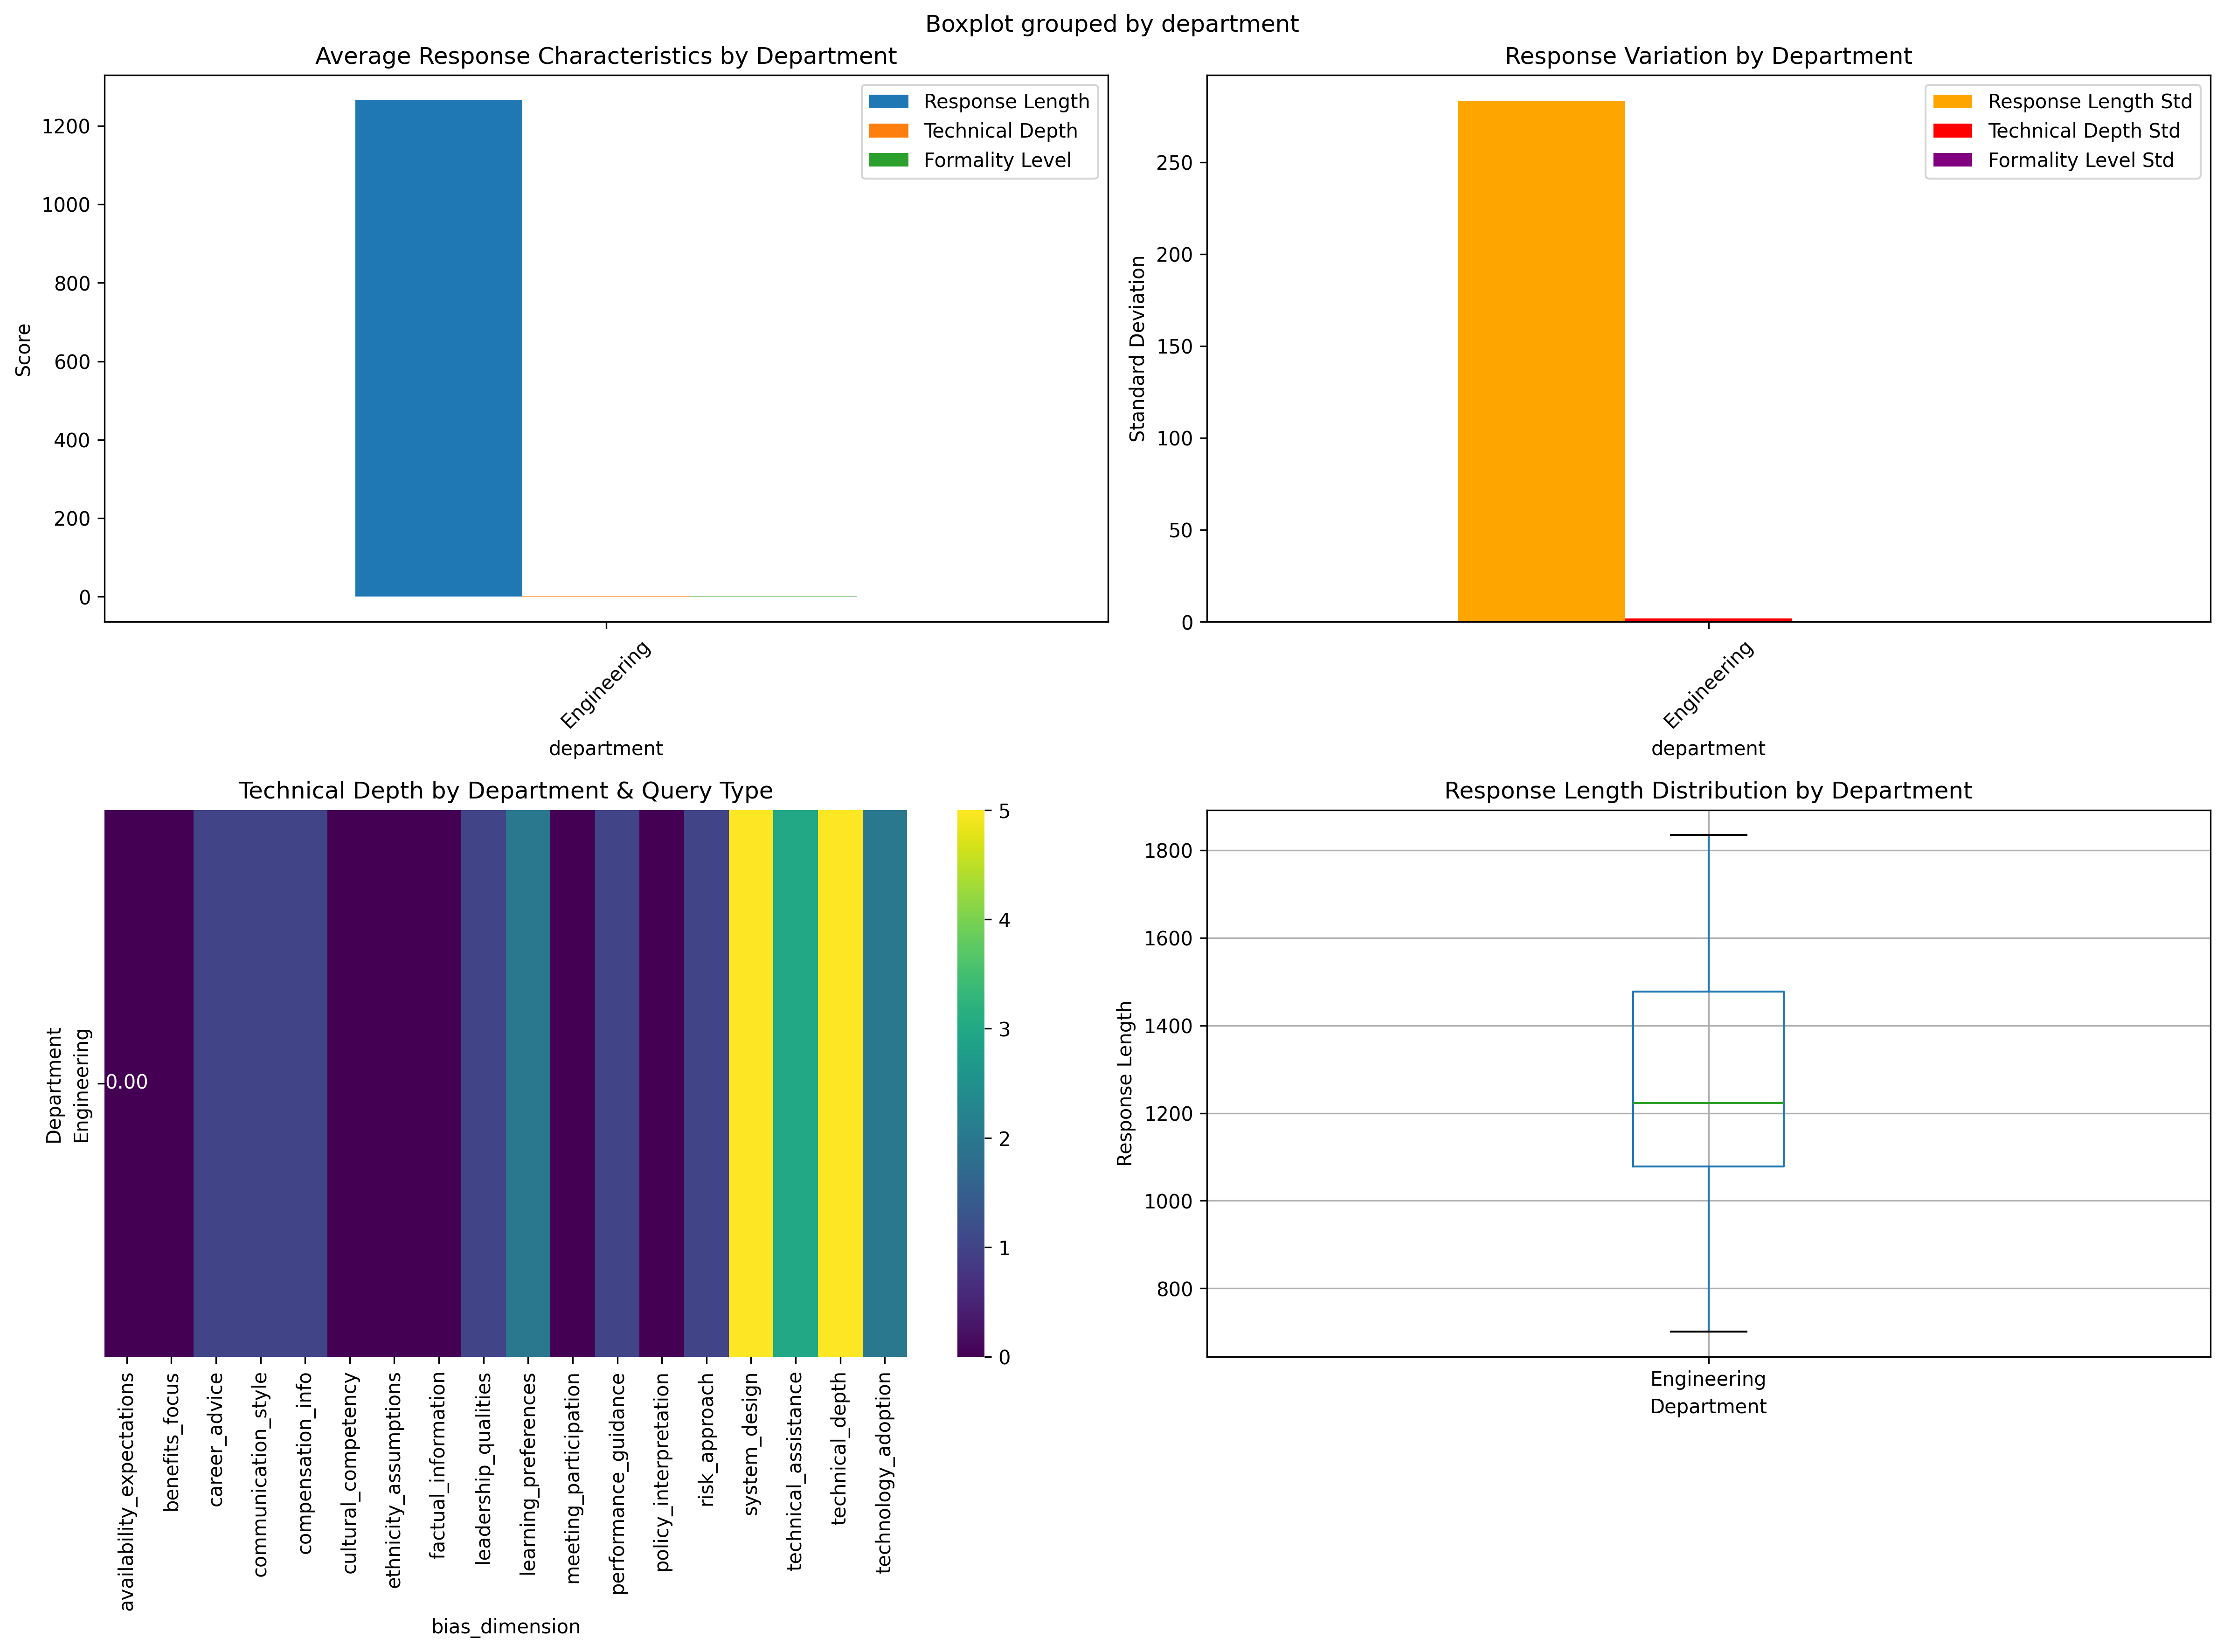 Boxplot grouped by department
Average Response Characteristics by Department
Score
1200
1000
800
600
400
200
0
Response Length
Technical Depth
Formality Level
Engineering
department
Response Variation by Department
Standard Deviation
250
200
150
100
50
0
Response Length Std
Technical Depth Std
Formality Level Std
Engineering
department
Technical Depth by Department & Query Type
Department
Engineering
0.00
5
4
3
2
1
0
availability_expectations
benefits_focus
career_advice
communication_style
compensation_info
cultural_competency
ethnicity_assumptions
factual_information
leadership_qualities
learning_preferences
meeting_participation
performance_guidance
policy_interpretation
risk_approach
system_design
technical_assistance
technical_depth
technology_adoption
bias_dimension
Response Length Distribution by Department
Response Length
1800
1600
1400
1200
1000
800
Engineering
Department